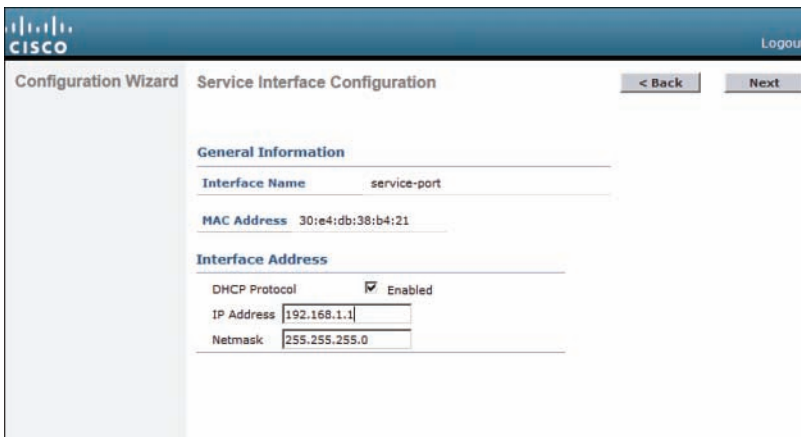 CISCO
Logou
Configuration Wizard
Service Interface Configuration
< Back
Next
General Information
Interface Name service-port
MAC Address 30:e4:db:38:b4:21
Interface Address
DHCP Protocol Enabled
IP Address 192.168.1.1
Netmask 255.255.255.0